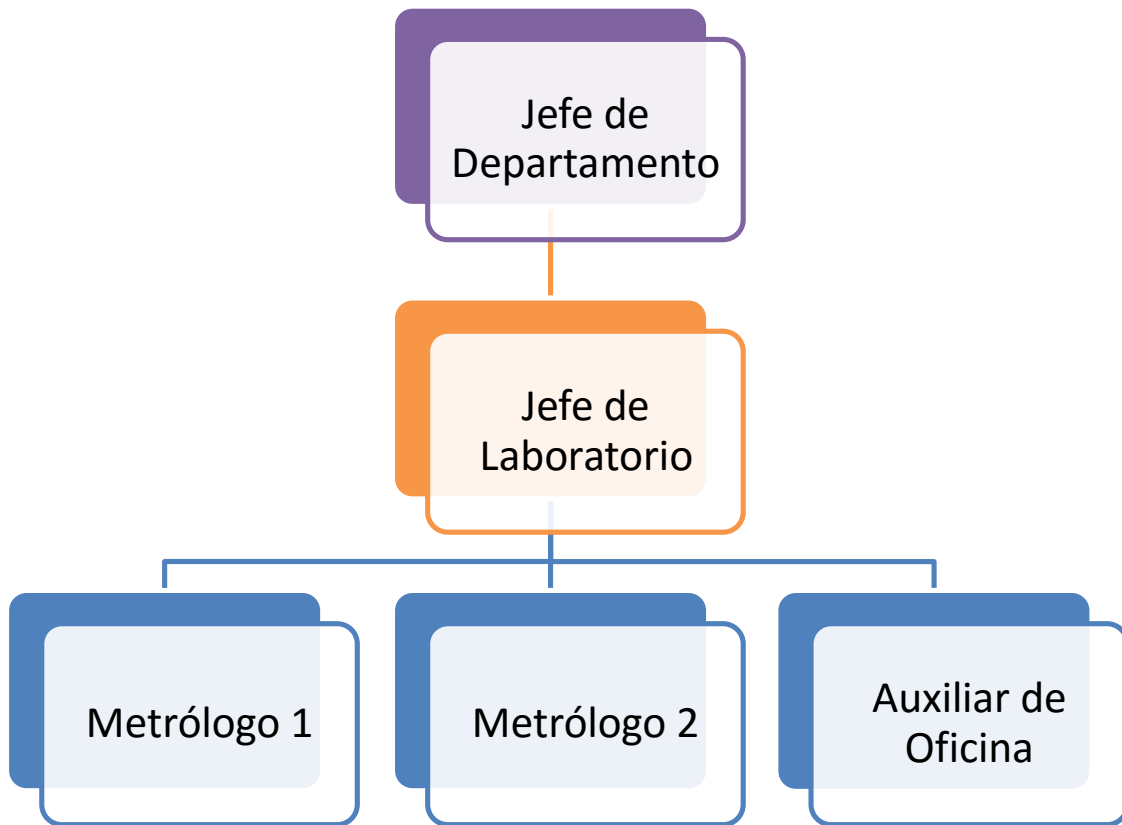 Jefe de
Departamento
Jefe de
Laboratorio
Metrólogo 1
Metrólogo 2
Auxiliar de
Oficina